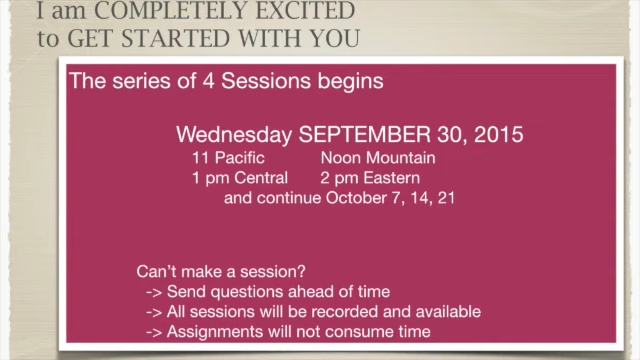 I am COMPLETELY EXCITED
to GET STARTED WITH YOU
The series of 4 Sessions begins
Wednesday SEPTEMBER 30, 2015
11 Pacific Noon Mountain
1 pm Central 2 pm Eastern
and continue October 7, 14, 21
Can't make a session?
-> Send questions ahead of time
-> All sessions will be recorded and available
-> Assignments will not consume time